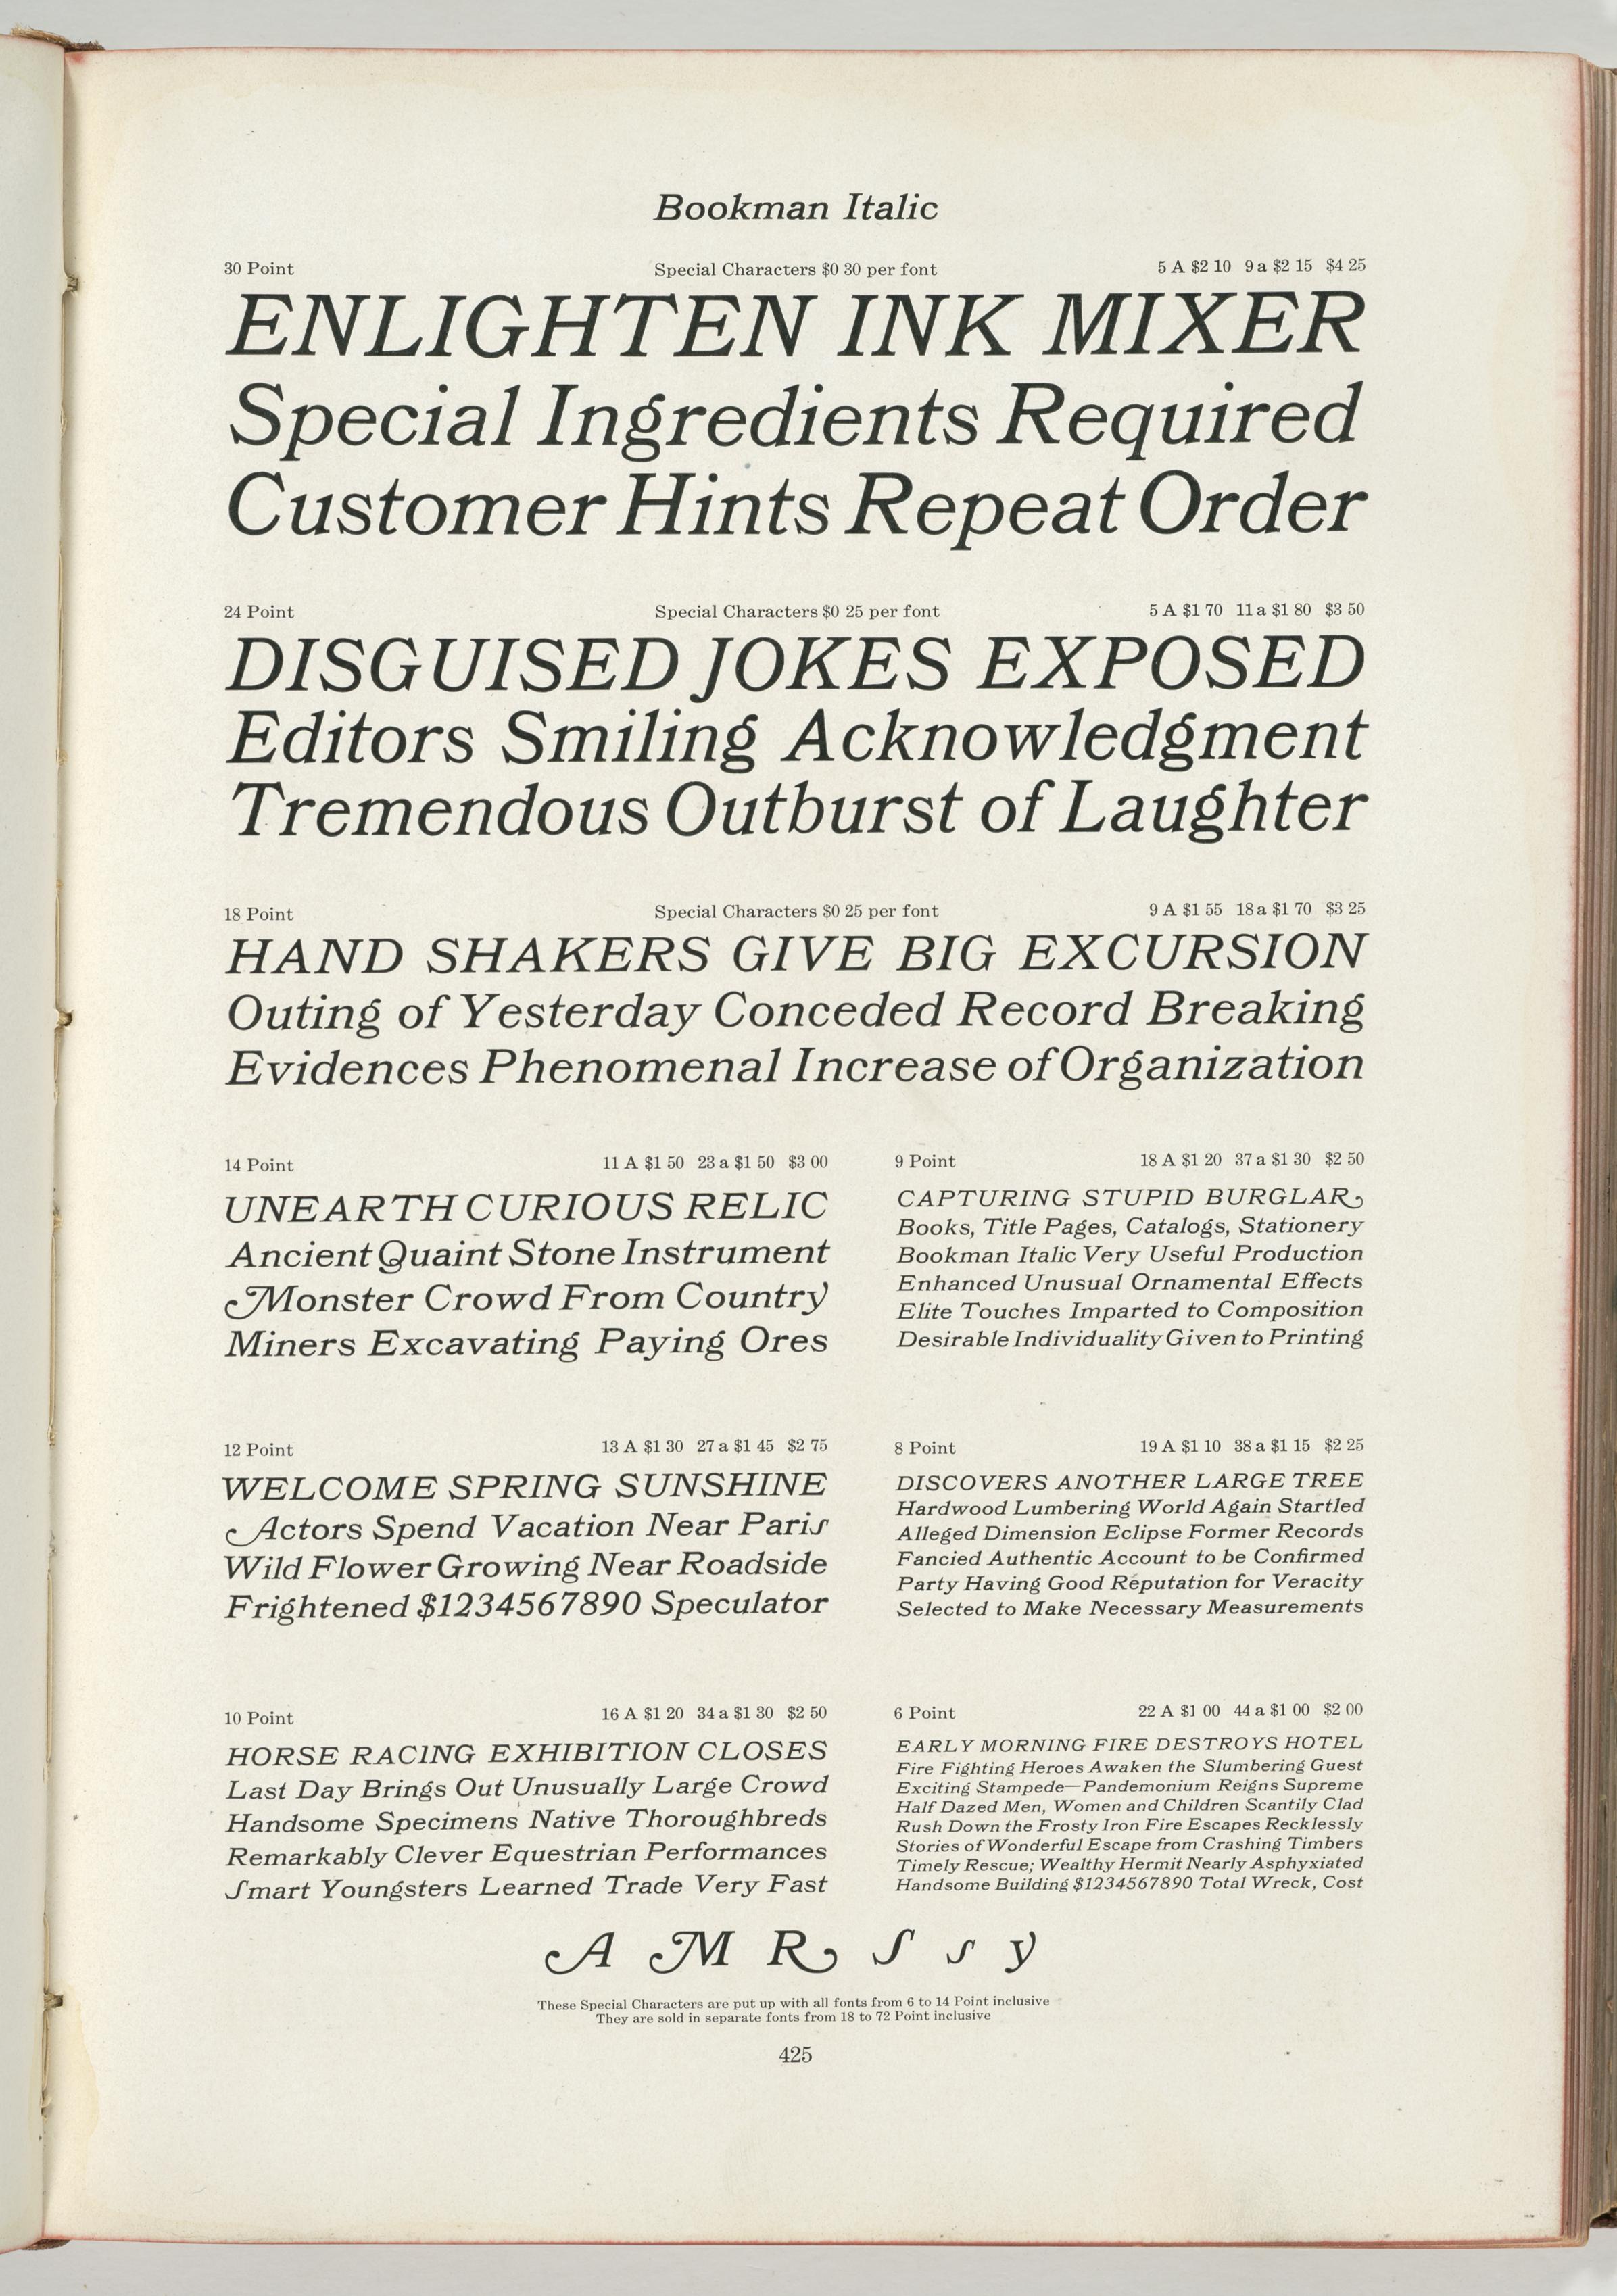 Bookman Italic
30 Point Special Characters $0 30 per font 5 A $2 10 9 a $2 15 $4 25
ENLIGHTEN INK MIXER
Special Ingredients Required
Customer Hints Repeat Order
24 Point Special Characters $0 25 per font 5 A $1 70 11 a $1 80 $3 50
DISGUISED JOKES EXPOSED
Editors Smiling Acknowledgment
Tremendous Outburst of Laughter
18 Point Special Characters $0 25 per font 9 A $1 55 18 a $1 70 $3 25
HAND SHAKERS GIVE BIG EXCURSION
Outing of Yesterday Conceded Record Breaking
Evidences Phenomenal Increase of Organization
14 Point 11 A $1 50 23 a $1 50 $3 00
UNEARTH CURIOUS RELIC
Ancient Quaint Stone Instrument
Monster Crowd From Country
Miners Excavating Paying Ores
12 Point 13 A $1 30 27 a $1 45 $2 75
WELCOME SPRING SUNSHINE
Actors Spend Vacation Near Paris
Wild Flower Growing Near Roadside
Frightened $1234567890 Speculator
10 Point 16 A $1 20 34 a $1 30 $2 50
HORSE RACING EXHIBITION CLOSES
Last Day Brings Out Unusually Large Crowd
Handsome Specimens Native Thoroughbreds
Remarkably Clever Equestrian Performances
Smart Youngsters Learned Trade Very Fast
9 Point 18 A $1 20 37 a $1 30 $2 50
CAPTURING STUPID BURGLAR
Books, Title Pages, Catalogs, Stationery
Bookman Italic Very Useful Production
Enhanced Unusual Ornamental Effects
Elite Touches Imparted to Composition
Desirable Individuality Given to Printing
8 Point 19 A $1 10 38 a $1 15 $2 25
DISCOVERS ANOTHER LARGE TREE
Hardwood Lumbering World Again Startled
Alleged Dimension Eclipse Former Records
Fancied Authentic Account to be Confirmed
Party Having Good Reputation for Veracity
Selected to Make Necessary Measurements
6 Point 22 A $1 00 44 a $1 00 $2 00
EARLY MORNING FIRE DESTROYS HOTEL
Fire Fighting Heroes Awaken the Slumbering Guest
Exciting Stampede—Pandemonium Reigns Supreme
Half Dazed Men, Women and Children Scantily Clad
Rush Down the Frosty Iron Fire Escapes Recklessly
Stories of Wonderful Escape from Crashing Timbers
Timely Rescue; Wealthy Hermit Nearly Asphyxiated
Handsome Building $1234567890 Total Wreck, Cost
A M R S s y
These Special Characters are put up with all fonts from 6 to 14 Point inclusive
They are sold in separate fonts from 18 to 72 Point inclusive
425